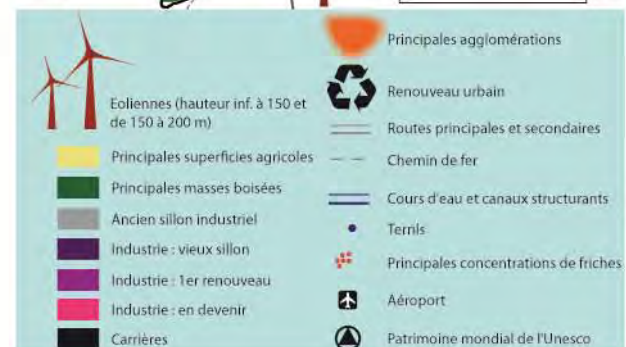 Eoliennes (hauteur inf. à 150 et
de 150 à 200 m)
Principales superficies agricoles
Principales masses boisées
Ancien sillon industriel
Industrie : vieux sillon
Industrie : 1er renouveau
Industrie : en devenir
Carrières
Principales agglomérations
Renouveau urbain
Routes principales et secondaires
Chemin de fer
Cours d'eau et canaux structurants
Ternls
Principales concentrations de friches
Aéroport
Patrimoine mondial de l'Unesco